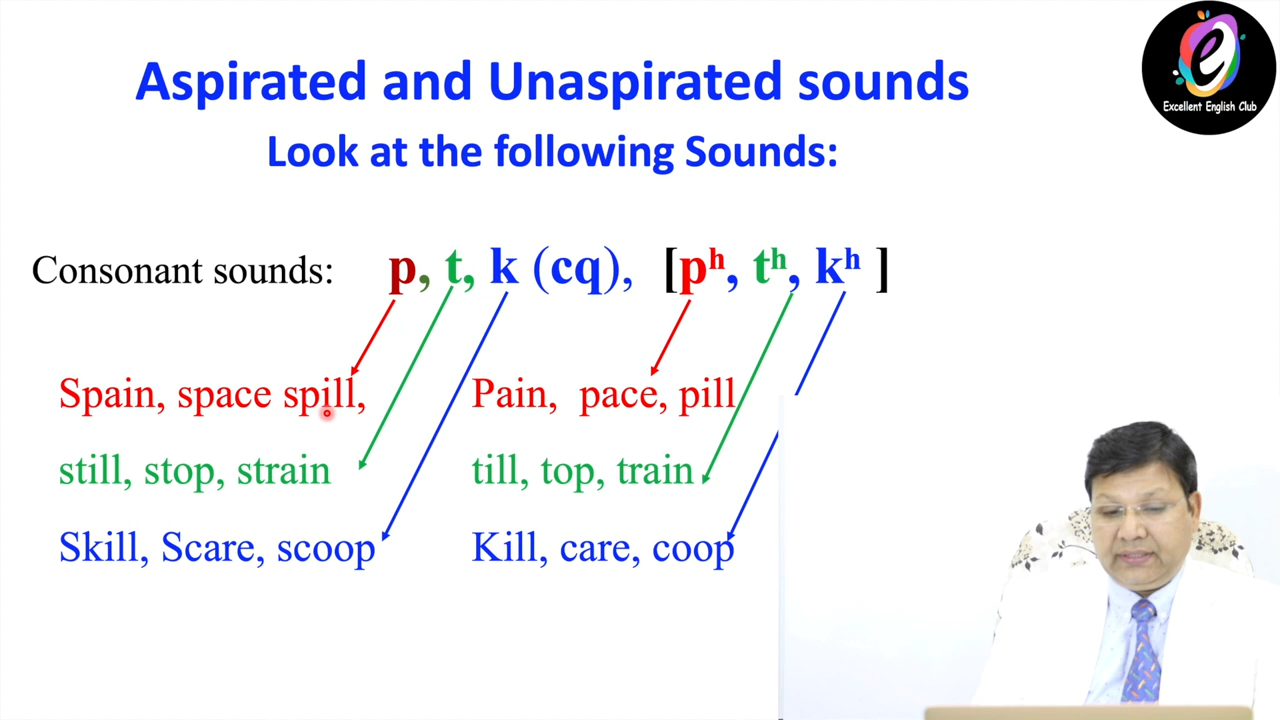 Aspirated and Unaspirated sounds
Look at the following Sounds:
Consonant sounds: p, t, k (cq), [pʰ, tʰ, kʰ ]
Spain, space spill, Pain, pace, pill
still, stop, strain till, top, train
Skill, Scare, scoop Kill, care, coop
e
Excellent English Club